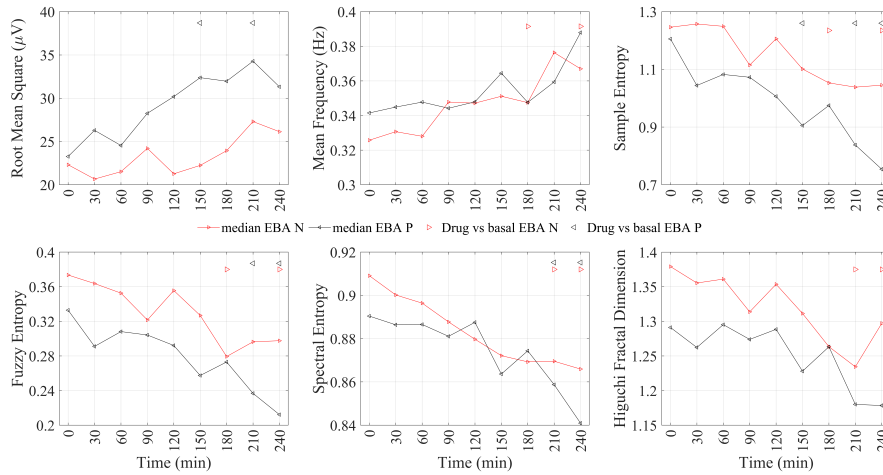 Root Mean Square (μV)
40
35
30
25
20
0 30 60 90 120 150 180 210 240
Mean Frequency (Hz)
0.4
0.38
0.36
0.34
0.32
0.3
0 30 60 90 120 150 180 210 240
Sample Entropy
1.3
1.1
0.9
0.7
0 30 60 90 120 150 180 210 240
median EBA N median EBA P Drug vs basal EBA N Drug vs basal EBA P
Fuzzy Entropy
0.4
0.36
0.32
0.28
0.24
0.2
0 30 60 90 120 150 180 210 240
Time (min)
Spectral Entropy
0.92
0.9
0.88
0.86
0.84
0 30 60 90 120 150 180 210 240
Time (min)
Higuchi Fractal Dimension
1.4
1.35
1.3
1.25
1.2
1.15
0 30 60 90 120 150 180 210 240
Time (min)